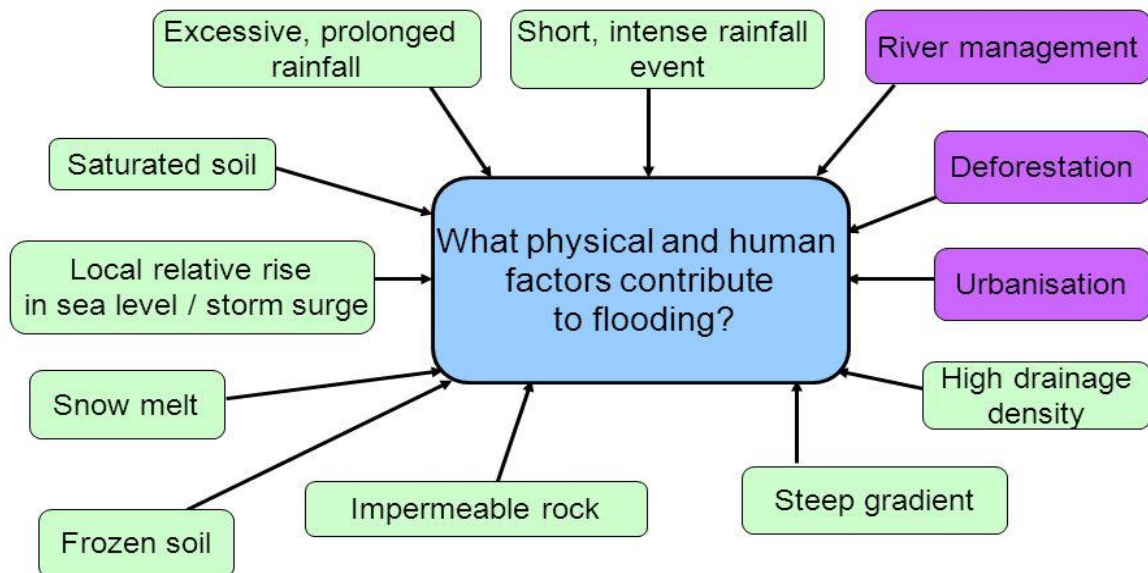 Excessive, prolonged
rainfall
Short, intense rainfall
event
River management
Saturated soil
Deforestation
What physical and human
factors contribute
to flooding?
Local relative rise
in sea level / storm surge
Urbanisation
Snow melt
High drainage
density
Frozen soil
Impermeable rock
Steep gradient